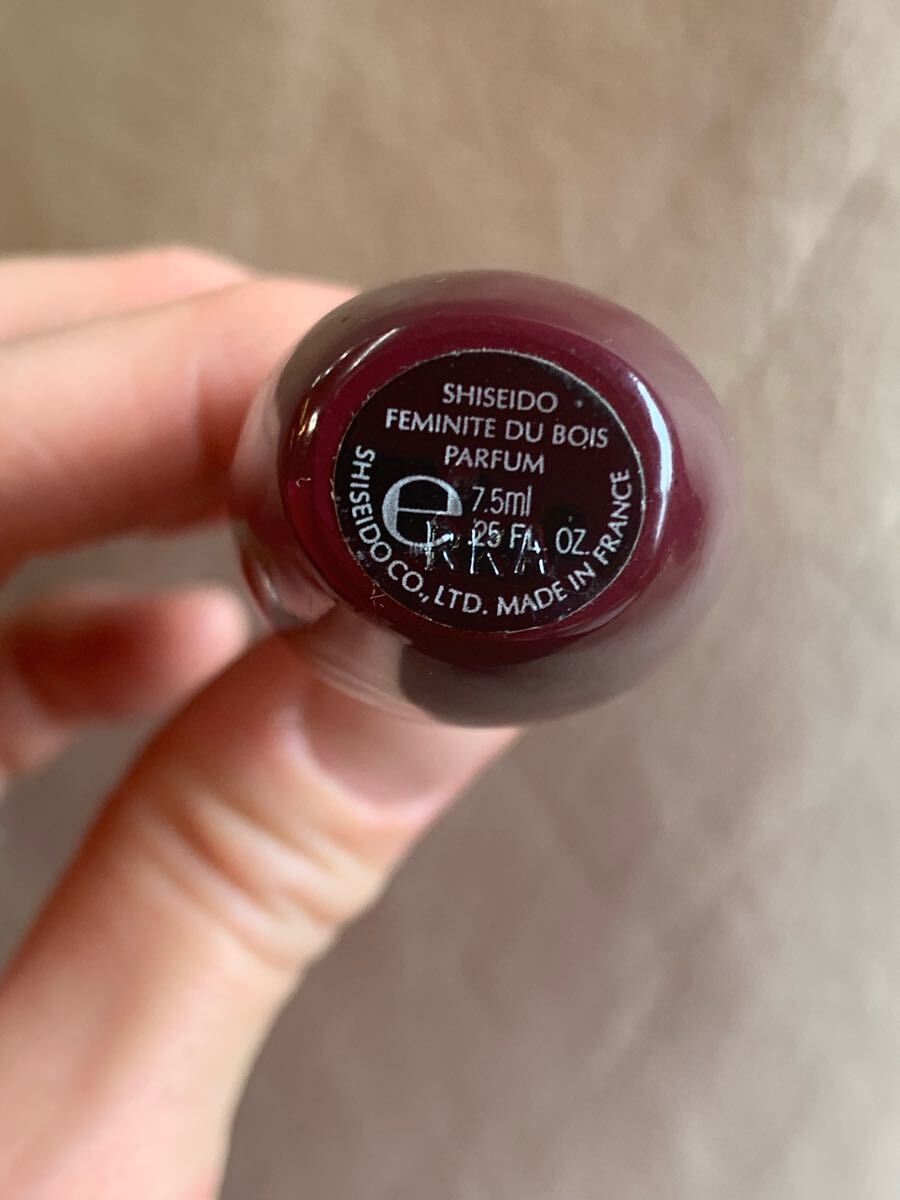 SHISEIDO
FEMINITE DU BOIS
PARFUM
e 7.5ml
.25 FL. OZ.
SHISEIDO CO., LTD. MADE IN FRANCE